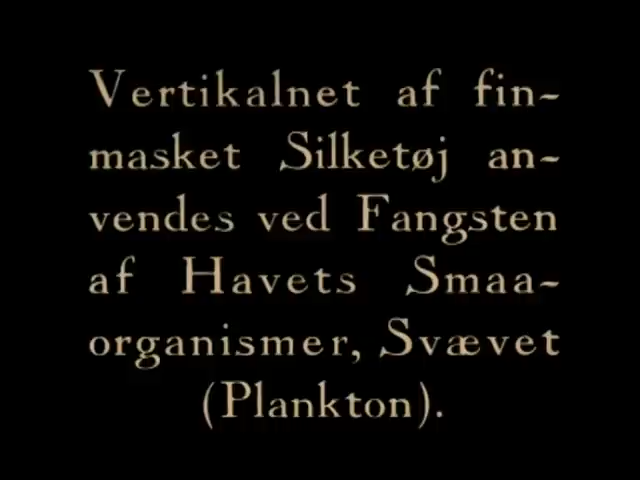 Vertikalnet af fin-
masket Silketøj an-
vendes ved Fangsten
af Havets Smaa-
organismer, Svævet
(Plankton).